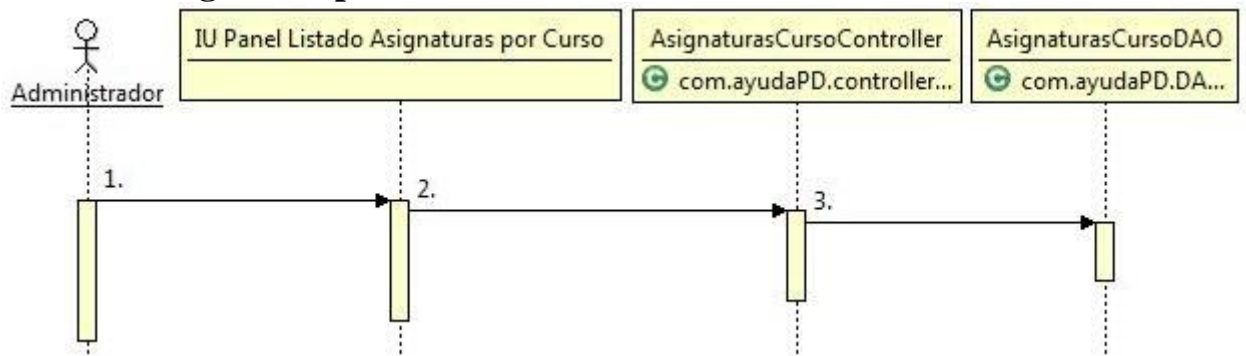 IU Panel Listado Asignaturas por Curso
AsignaturasCursoController
com.ayudaPD.controller...
AsignaturasCursoDAO
com.ayudaPD.DA...
Administrador
1.
2.
3.